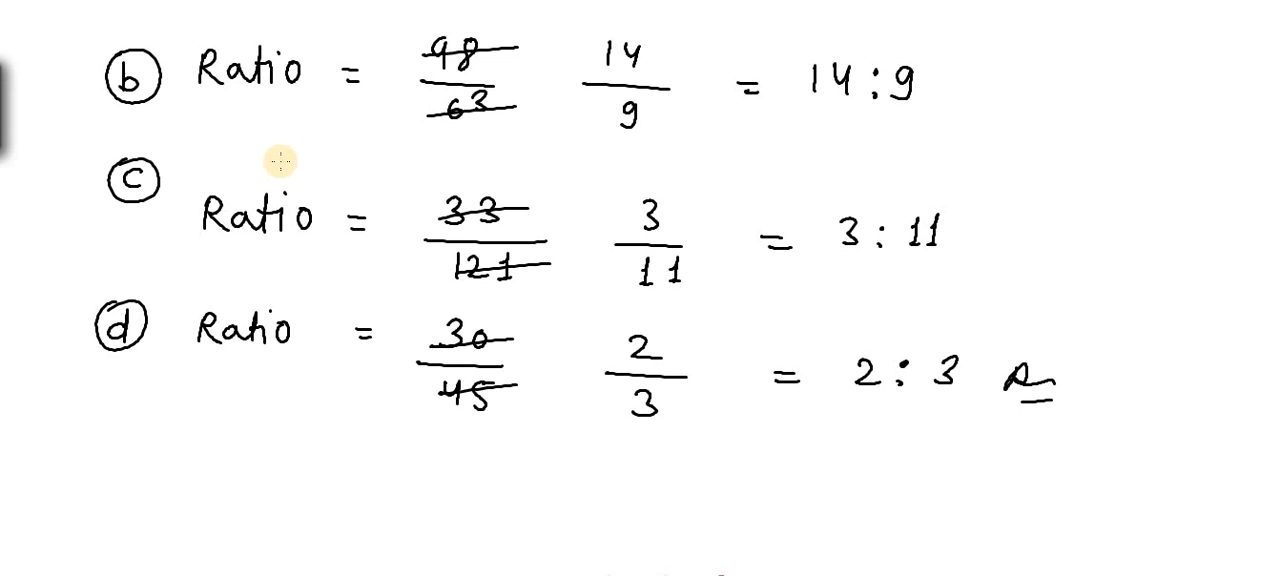 (b) Ratio = 98/63 14/9 = 14:9
(c)
Ratio = 33/121 3/11 = 3:11
(d) Ratio = 30/45 2/3 = 2:3